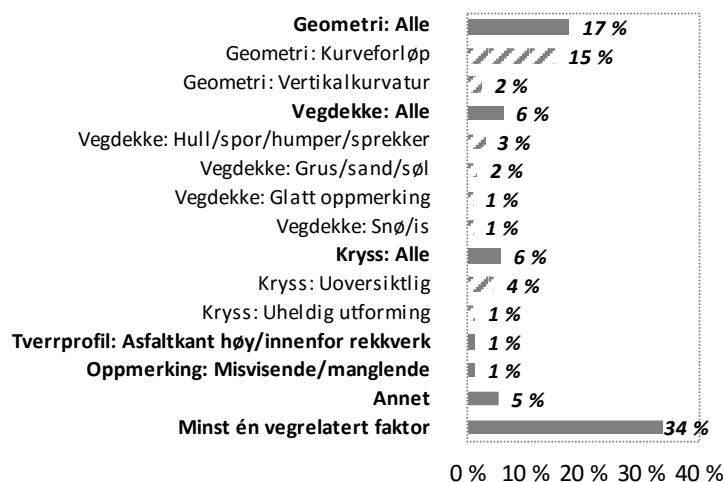 Geometri: Alle 17 %
Geometri: Kurveforløp 15 %
Geometri: Vertikalkurvatur 2 %
Vegdekke: Alle 6 %
Vegdekke: Hull/spor/humper/sprekker 3 %
Vegdekke: Grus/sand/søl 2 %
Vegdekke: Glatt oppmerking 1 %
Vegdekke: Snø/is 1 %
Kryss: Alle 6 %
Kryss: Uoversiktlig 4 %
Kryss: Uheldig utforming 1 %
Tverrprofil: Asfaltkant høy/innenfor rekkverk 1 %
Oppmerking: Misvisende/manglende 1 %
Annet 5 %
Minst én vegrelatert faktor 34 %
0 % 10 % 20 % 30 % 40 %